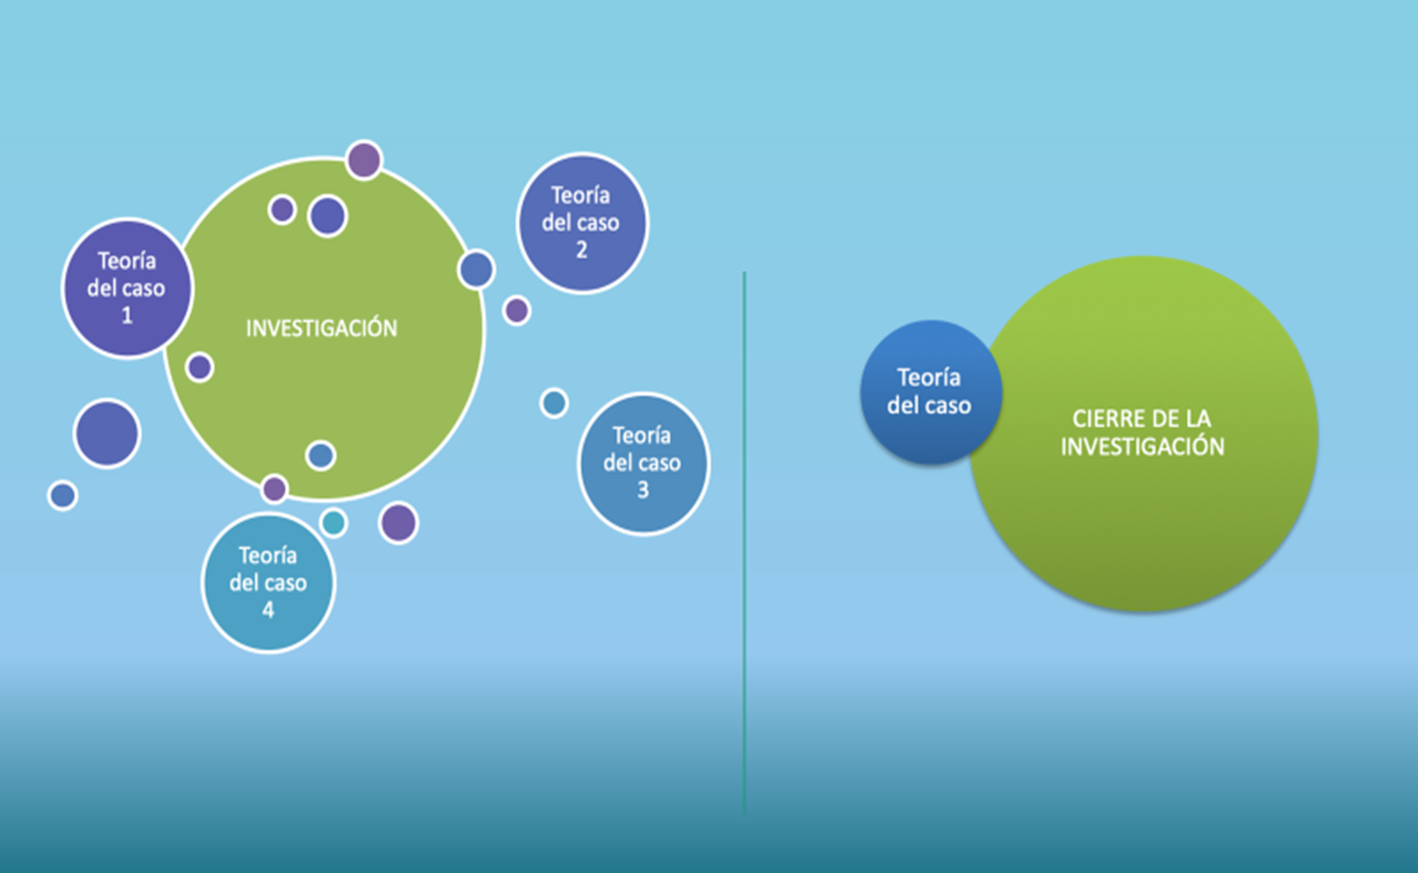 Teoría
del caso
1
INVESTIGACIÓN
Teoría
del caso
2
Teoría
del caso
3
Teoría
del caso
4
Teoría
del caso
CIERRE DE LA
INVESTIGACIÓN